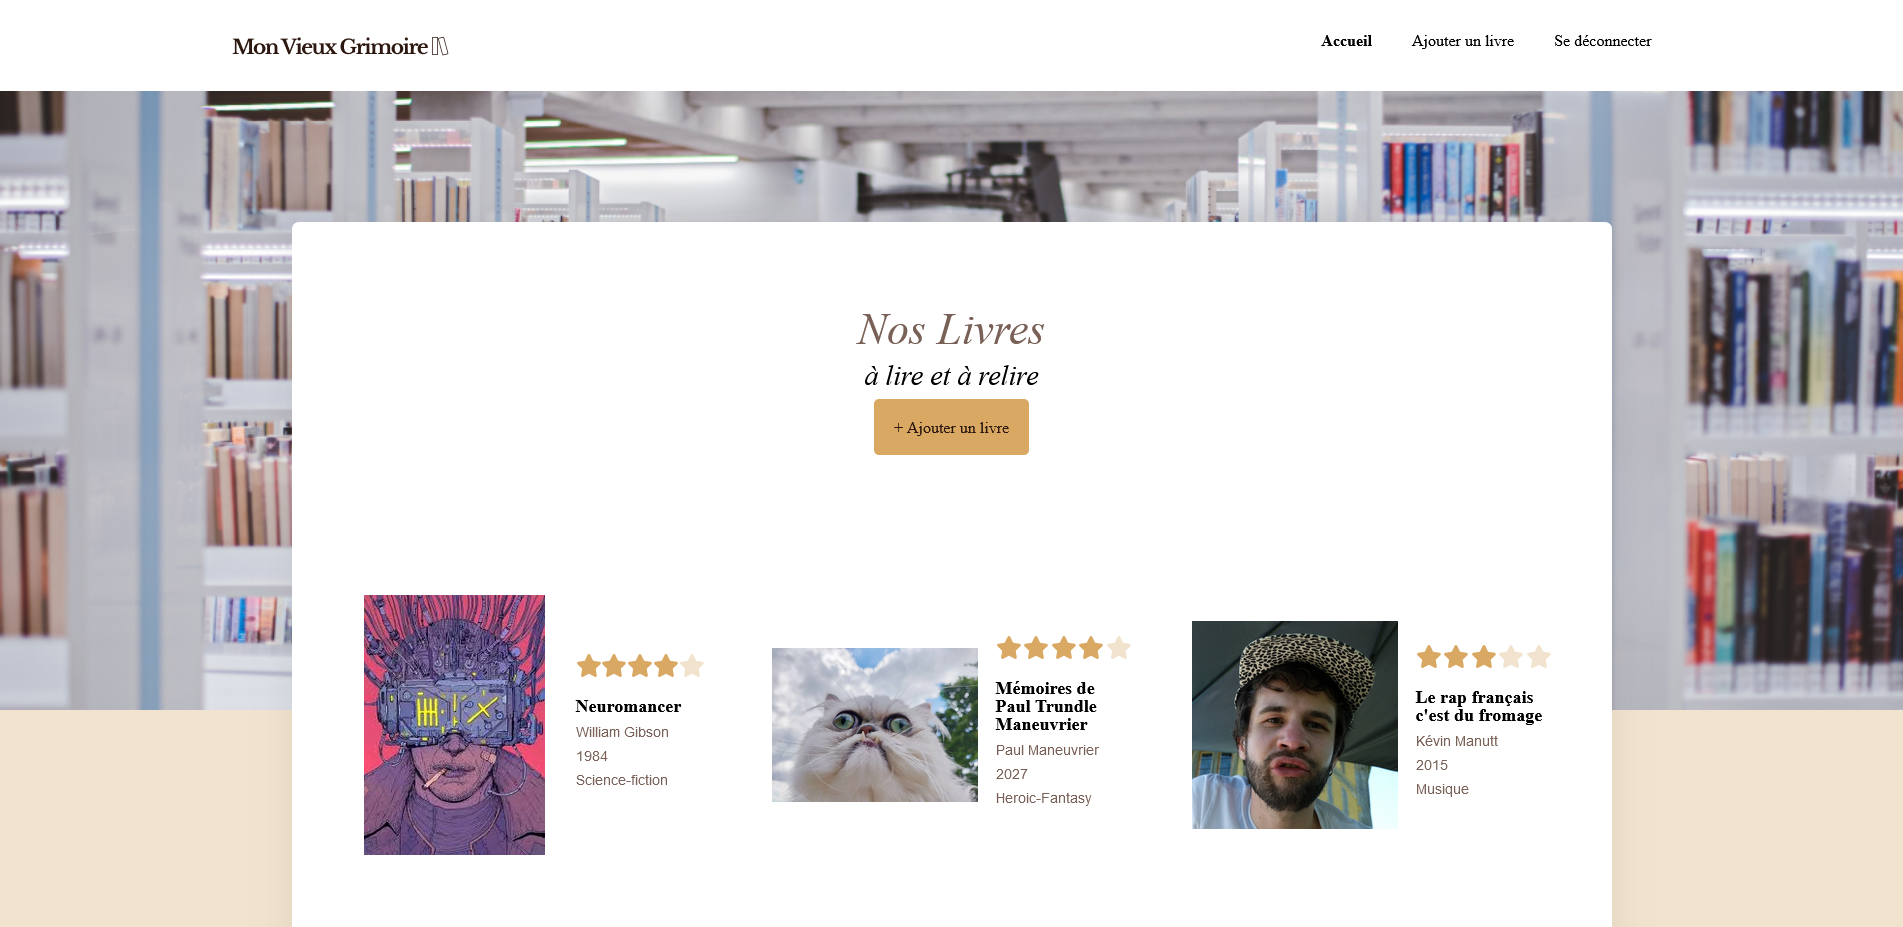 Mon Vieux Grimoire
Accueil
Ajouter un livre
Se déconnecter
Nos Livres
à lire et à relire
+ Ajouter un livre
Neuromancer
William Gibson
1984
Science-fiction
Mémoires de
Paul Trundle
Maneuvrier
Paul Maneuvrier
2027
Heroic-Fantasy
Le rap français
c'est du fromage
Kévin Manutt
2015
Musique